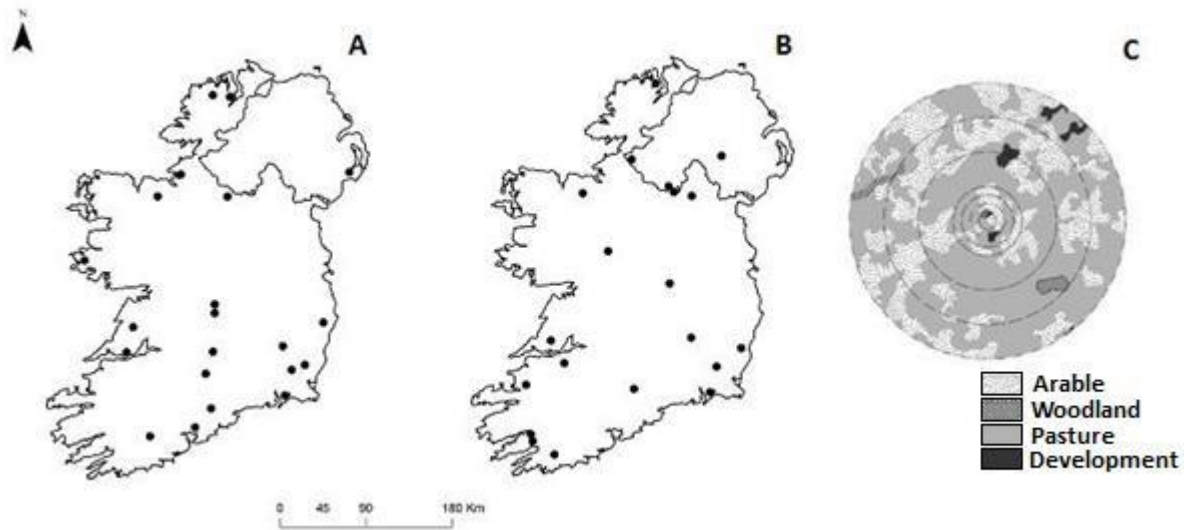 N
A
B
C
Arable
Woodland
Pasture
Development
0 45 90 180 Km